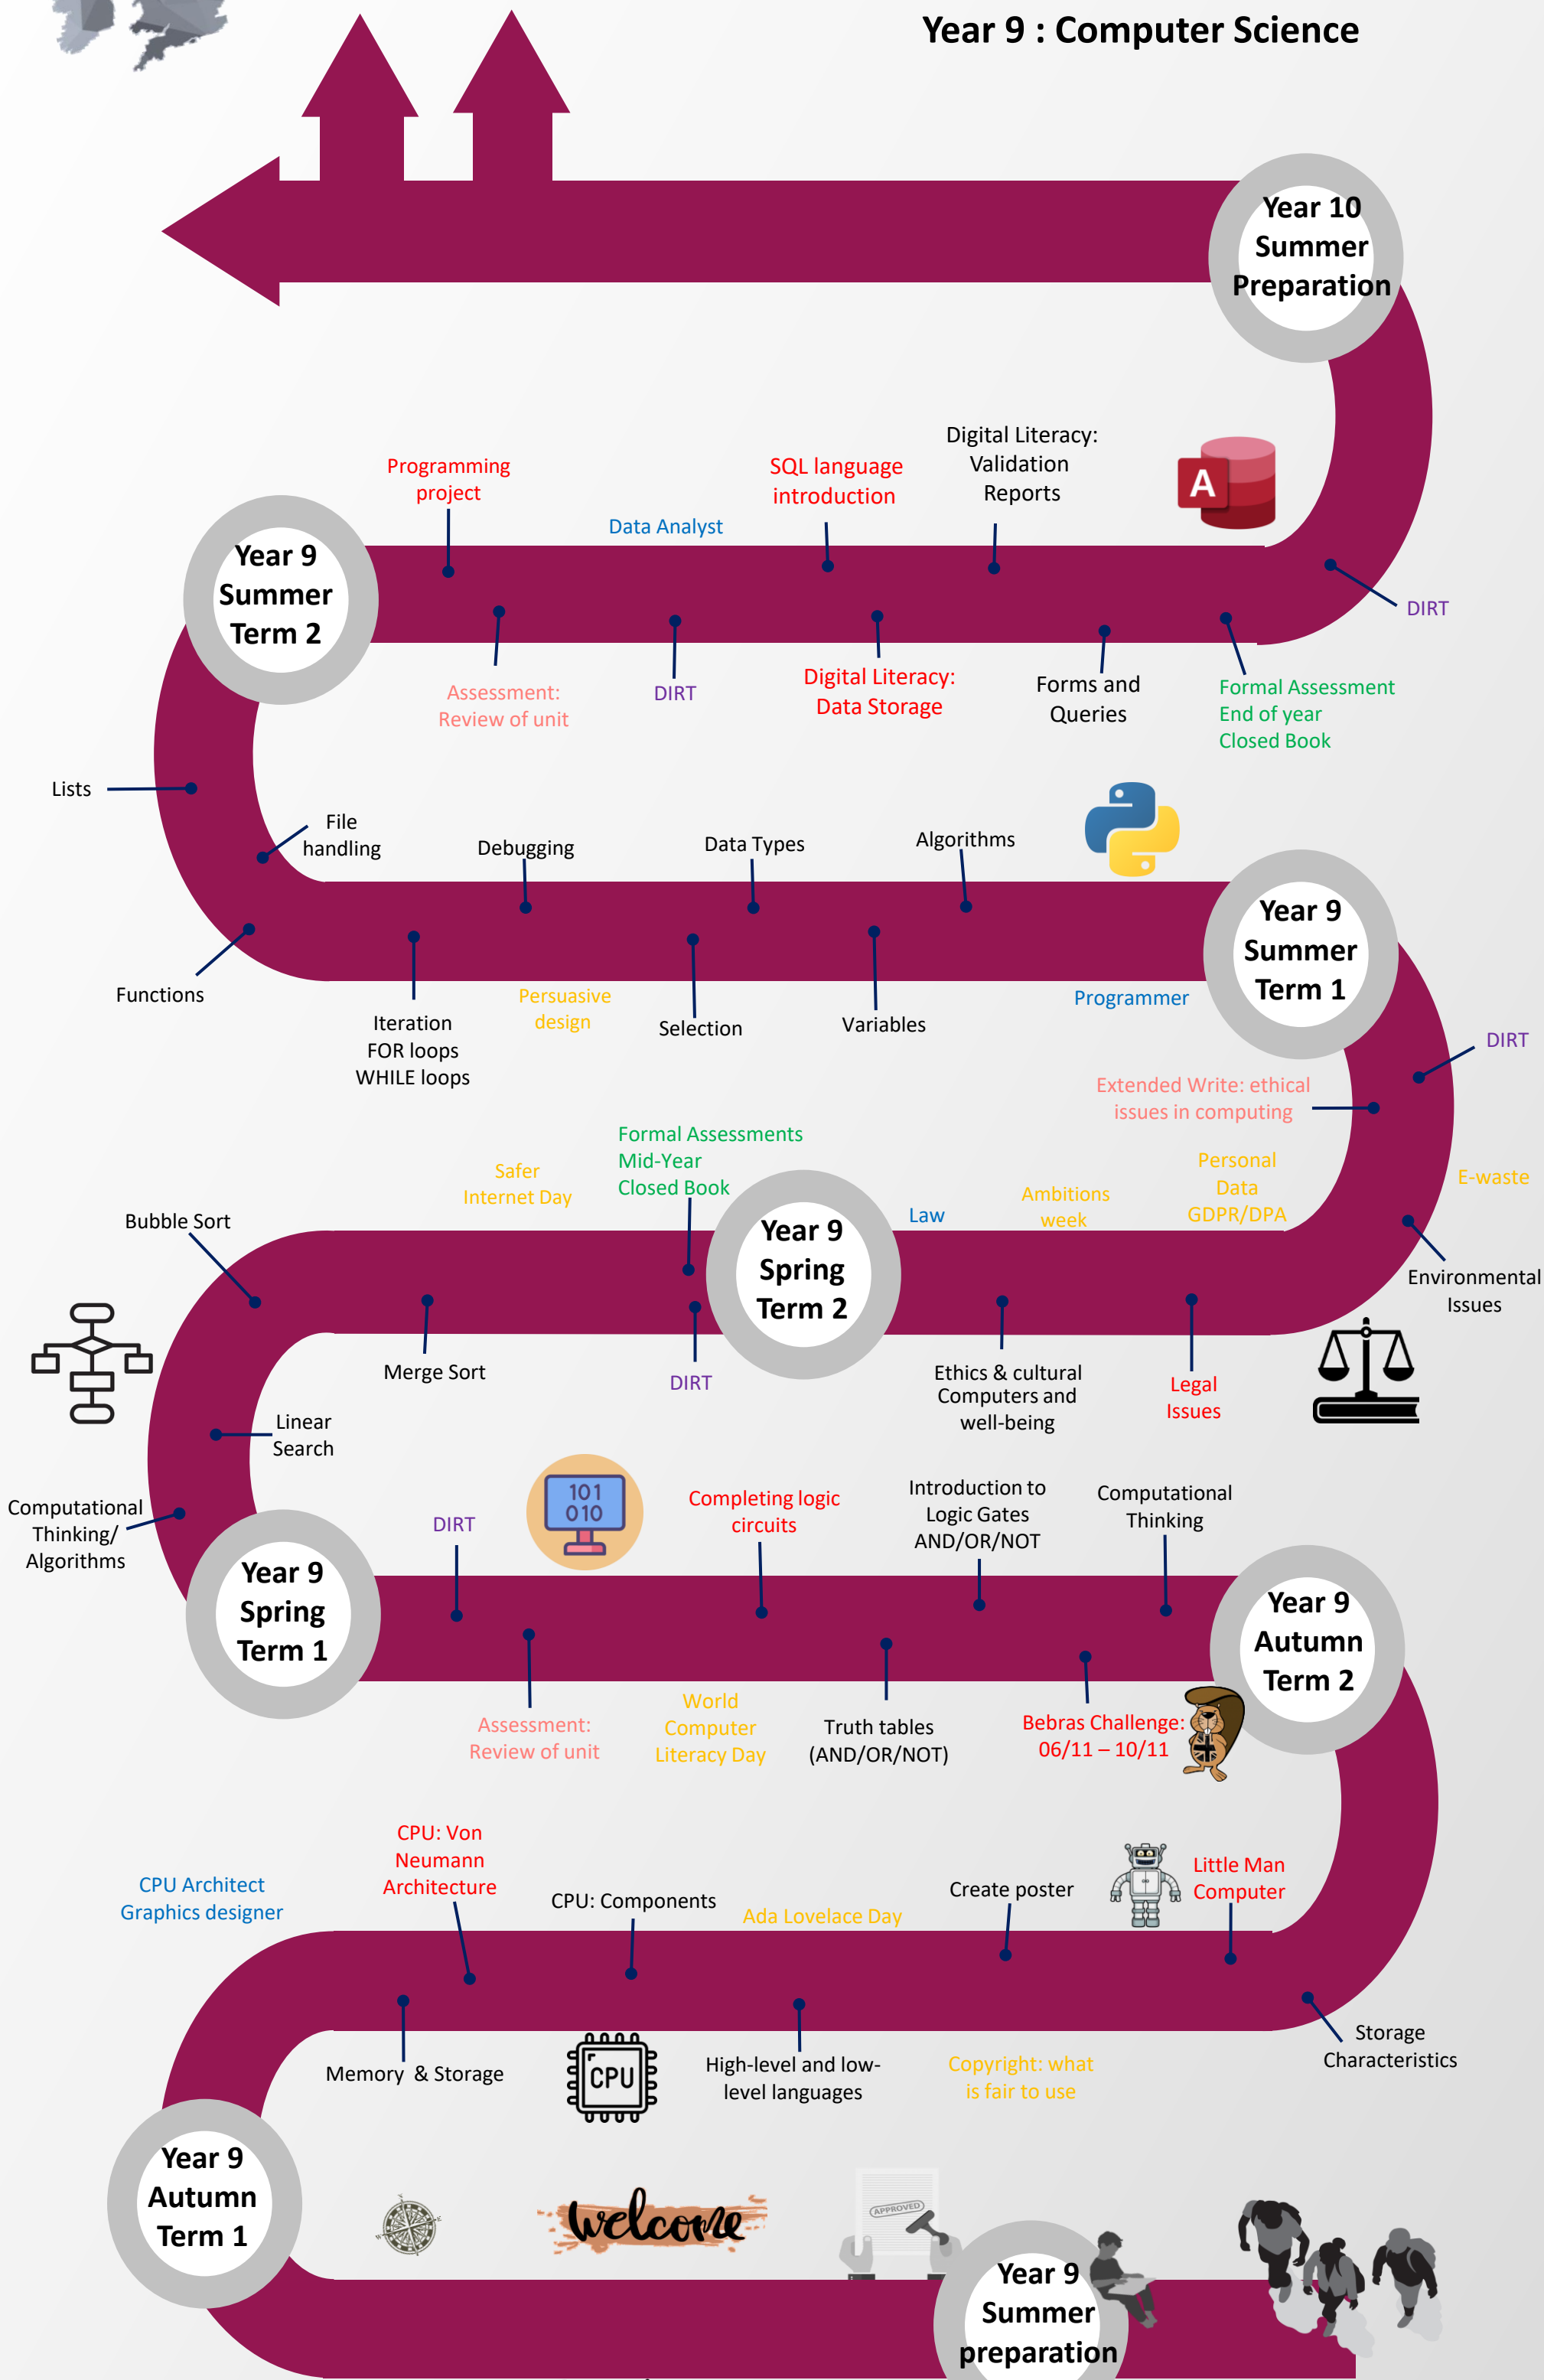 Year 9 : Computer Science
Year 10
Summer
Preparation
Digital Literacy:
Validation
Reports
SQL language
introduction
Programming
project
Data Analyst
A
Year 9
Summer
Term 2
DIRT
Assessment:
Review of unit
DIRT
Digital Literacy:
Data Storage
Forms and
Queries
Formal Assessment
End of year
Closed Book
Lists
File
handling
Debugging
Data Types
Algorithms
Year 9
Summer
Term 1
Functions
Iteration
FOR loops
WHILE loops
Persuasive
design
Selection
Variables
Programmer
DIRT
Extended Write: ethical
issues in computing
Formal Assessments
Mid-Year
Closed Book
Safer
Internet Day
Personal
Data
GDPR/DPA
E-waste
Ambitions
week
Law
Bubble Sort
Year 9
Spring
Term 2
Environmental
Issues
Merge Sort
DIRT
Ethics & cultural
Computers and
well-being
Legal
Issues
Linear
Search
Computational
Thinking/
Algorithms
DIRT
101
010
Completing logic
circuits
Introduction to
Logic Gates
AND/OR/NOT
Computational
Thinking
Year 9
Spring
Term 1
Year 9
Autumn
Term 2
Assessment:
Review of unit
World
Computer
Literacy Day
Truth tables
(AND/OR/NOT)
Bebras Challenge:
06/11 – 10/11
CPU Architect
Graphics designer
CPU: Von
Neumann
Architecture
CPU: Components
Ada Lovelace Day
Create poster
Little Man
Computer
Memory  & Storage
CPU
High-level and low-
level languages
Copyright: what
is fair to use
Storage
Characteristics
Year 9
Autumn
Term 1
welcome
APPROVED
Year 9
Summer
preparation